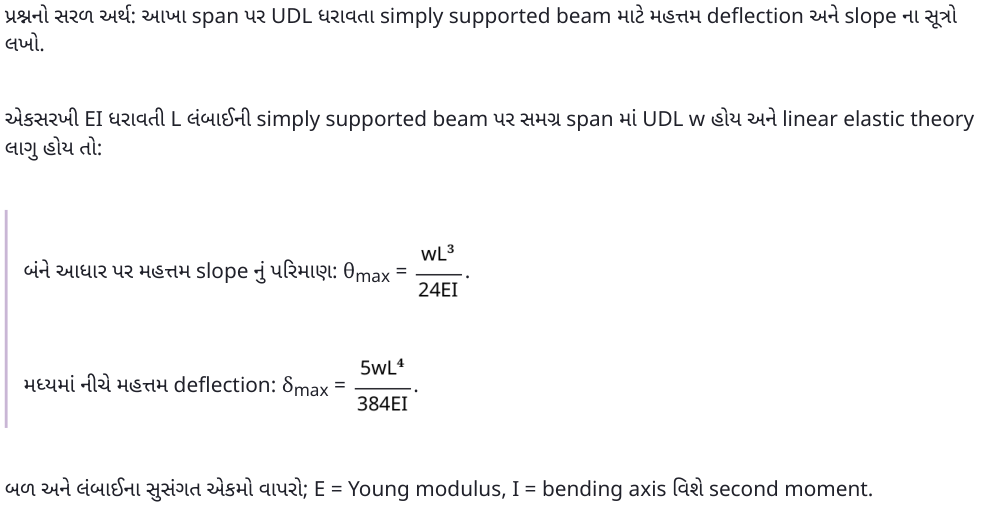 પ્રશ્નનો સરળ અર્થ: આખા span પર UDL ધરાવતા simply supported beam માટે મહત્તમ deflection અને slope ના સૂત્રો
લખો.
એકસરખી EI ધરાવતી L લંબાઈની simply supported beam પર સમગ્ર span માં UDL w હોય અને linear elastic theory
લાગુ હોય તો:
બંને આધાર પર મહત્તમ slope નું પરિમાણ: θmax = wL³/24EI.
મધ્યમાં નીચે મહત્તમ deflection: δmax = 5wL⁴/384EI.
બળ અને લંબાઈના સુસંગત એકમો વાપરો; E = Young modulus, I = bending axis વિશે second moment.